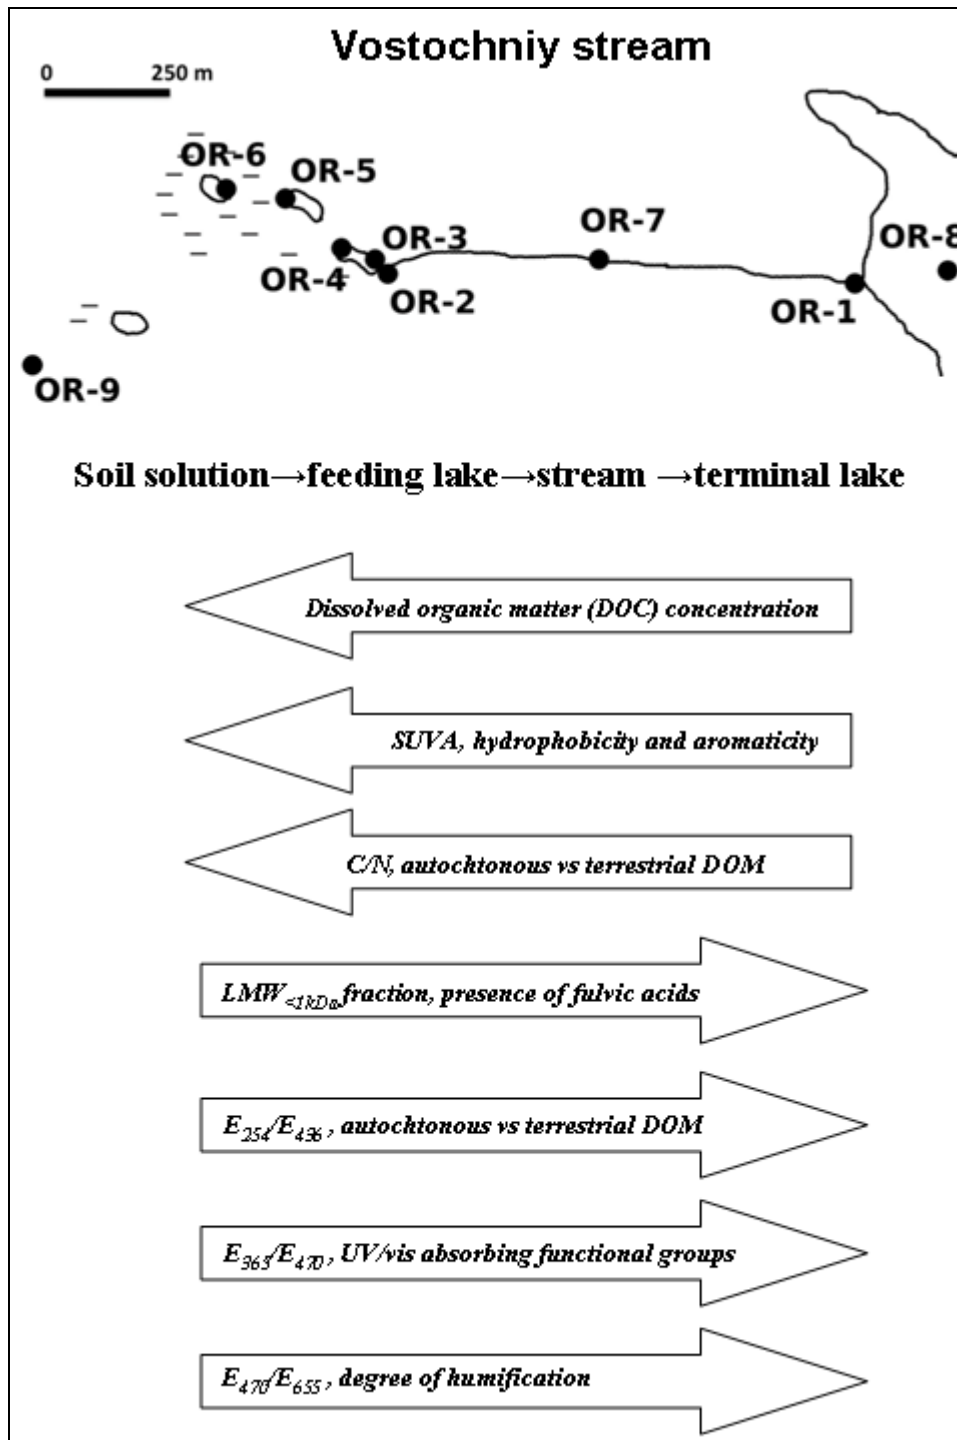 Vostochniy stream
0 250 m
OR-6
OR-5
OR-7
OR-3
OR-8
OR-4
OR-2
OR-1
OR-9
Soil solution→feeding lake→stream →terminal lake
Dissolved organic matter (DOC) concentration
SUVA, hydrophobicity and aromaticity
C/N, autochtonous vs terrestrial DOM
LMW<1kDa fraction, presence of fulvic acids
E254/E436, autochtonous vs terrestrial DOM
E365/E470, UV/vis absorbing functional groups
E470/E655, degree of humification